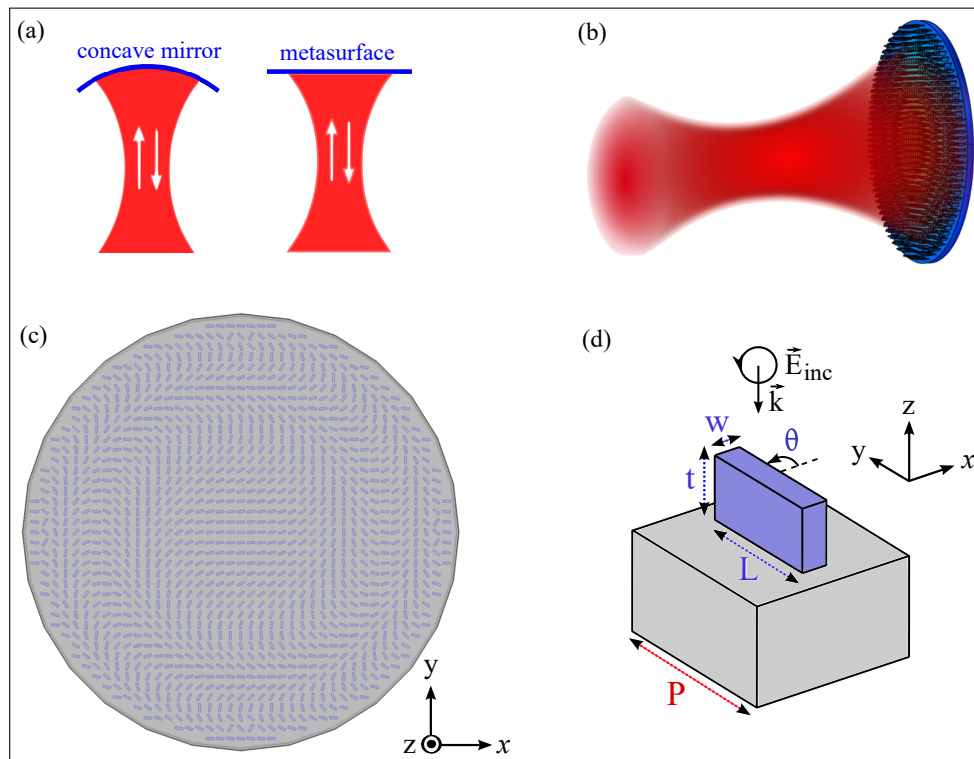 (a)
concave mirror
metasurface
(b)
(c)
y
z
x
(d)
E⃗inc
k⃗
w
θ
t
L
P
z
y
x